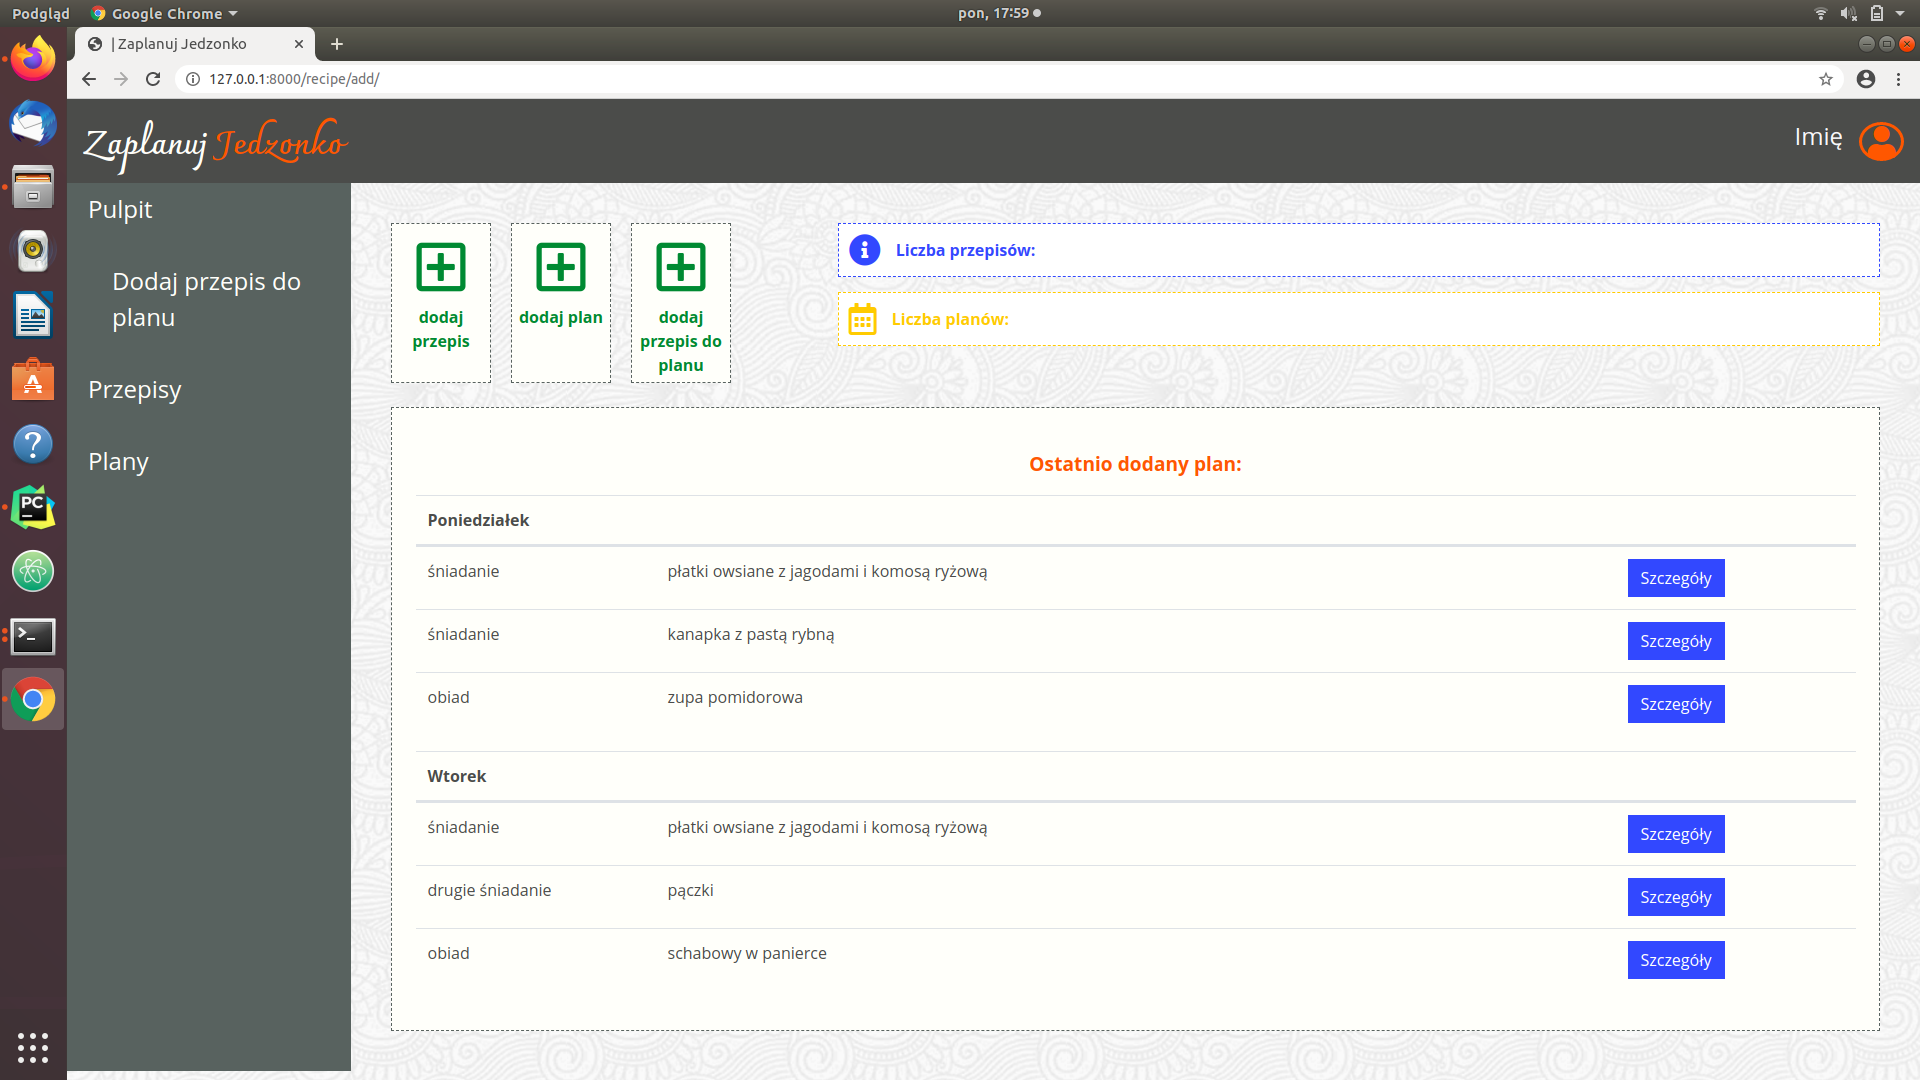 Podgląd
Google Chrome
pon, 17:59
| Zaplanuj Jedzonko
127.0.0.1:8000/recipe/add/
Zaplanuj Jedzonko
Imię
Pulpit
Dodaj przepis do
planu
Przepisy
Plany
dodaj
przepis
dodaj plan
dodaj
przepis do
planu
Liczba przepisów:
Liczba planów:
Ostatnio dodany plan:
Poniedziałek
śniadanie płatki owsiane z jagodami i komosą ryżową Szczegóły
śniadanie kanapka z pastą rybną Szczegóły
obiad zupa pomidorowa Szczegóły
Wtorek
śniadanie płatki owsiane z jagodami i komosą ryżową Szczegóły
drugie śniadanie pączki Szczegóły
obiad schabowy w panierce Szczegóły
PC